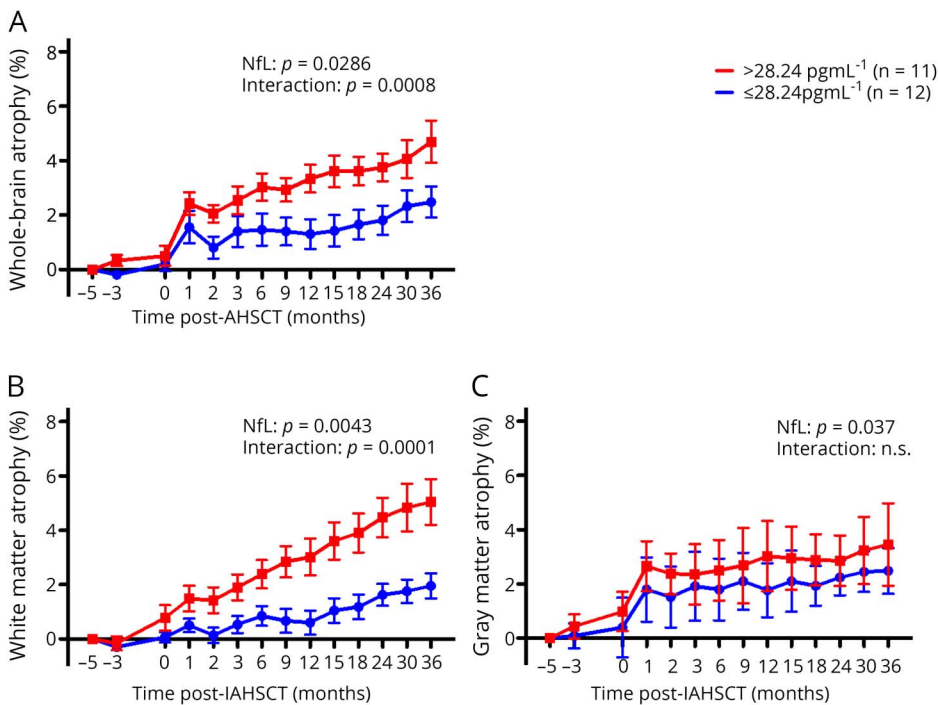 A
Whole-brain atrophy (%)
8
6
4
2
0
NfL: p = 0.0286
Interaction: p = 0.0008
−5 −3 0 1 2 3 6 9 12 15 18 24 30 36
Time post-AHSCT (months)
>28.24 pgmL⁻¹ (n = 11)
≤28.24pgmL⁻¹ (n = 12)
B
White matter atrophy (%)
8
6
4
2
0
NfL: p = 0.0043
Interaction: p = 0.0001
−5 −3 0 1 2 3 6 9 12 15 18 24 30 36
Time post-IAHSCT (months)
C
Gray matter atrophy (%)
8
6
4
2
0
NfL: p = 0.037
Interaction: n.s.
−5 −3 0 1 2 3 6 9 12 15 18 24 30 36
Time post-IAHSCT (months)